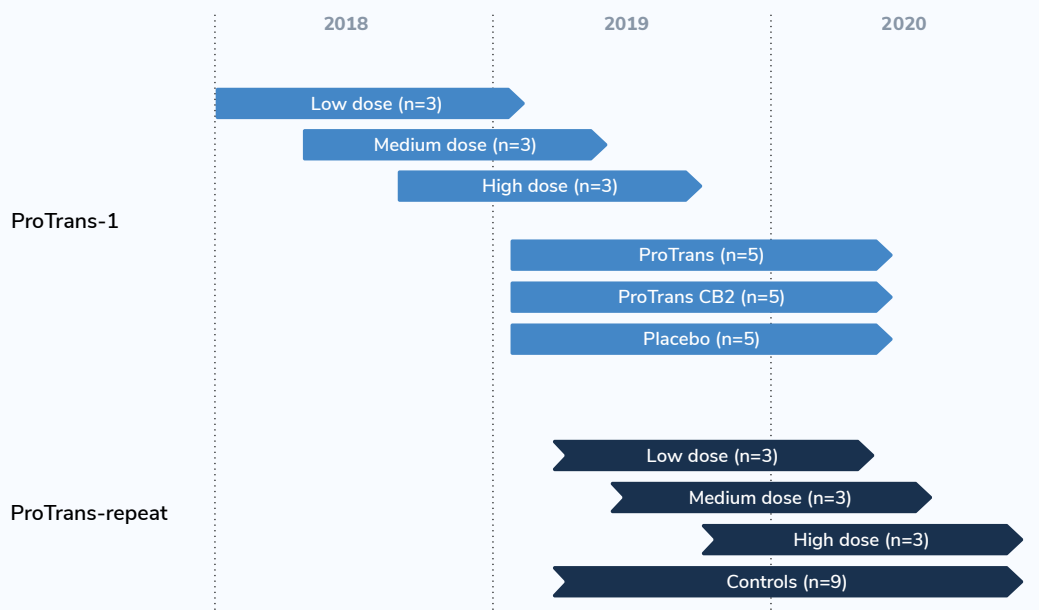 2018 2019 2020
Low dose (n=3)
Medium dose (n=3)
High dose (n=3)
ProTrans-1
ProTrans (n=5)
ProTrans CB2 (n=5)
Placebo (n=5)
Low dose (n=3)
Medium dose (n=3)
ProTrans-repeat
High dose (n=3)
Controls (n=9)